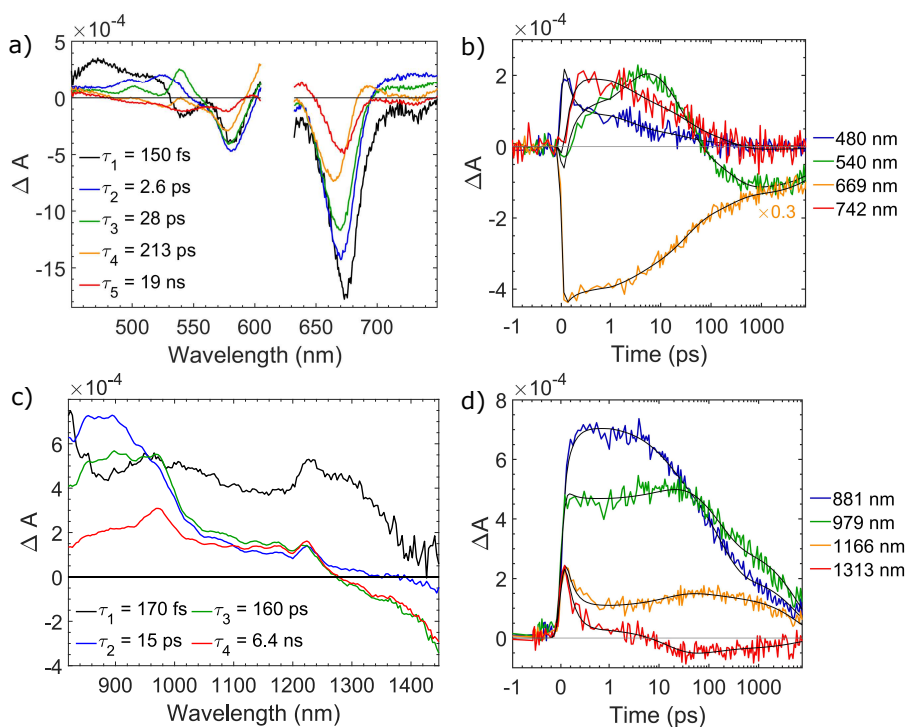 a)
×10⁻⁴
5
0
-5
-10
-15
ΔA
500 550 600 650 700
Wavelength (nm)
τ₁ = 150 fs
τ₂ = 2.6 ps
τ₃ = 28 ps
τ₄ = 213 ps
τ₅ = 19 ns
b)
×10⁻⁴
2
0
-2
-4
ΔA
×0.3
-1 0 1 10 100 1000
Time (ps)
480 nm
540 nm
669 nm
742 nm
c)
×10⁻⁴
6
4
2
0
-2
-4
ΔA
900 1000 1100 1200 1300 1400
Wavelength (nm)
τ₁ = 170 fs τ₃ = 160 ps
τ₂ = 15 ps τ₄ = 6.4 ns
d)
×10⁻⁴
8
6
4
2
0
ΔA
-1 0 1 10 100 1000
Time (ps)
881 nm
979 nm
1166 nm
1313 nm